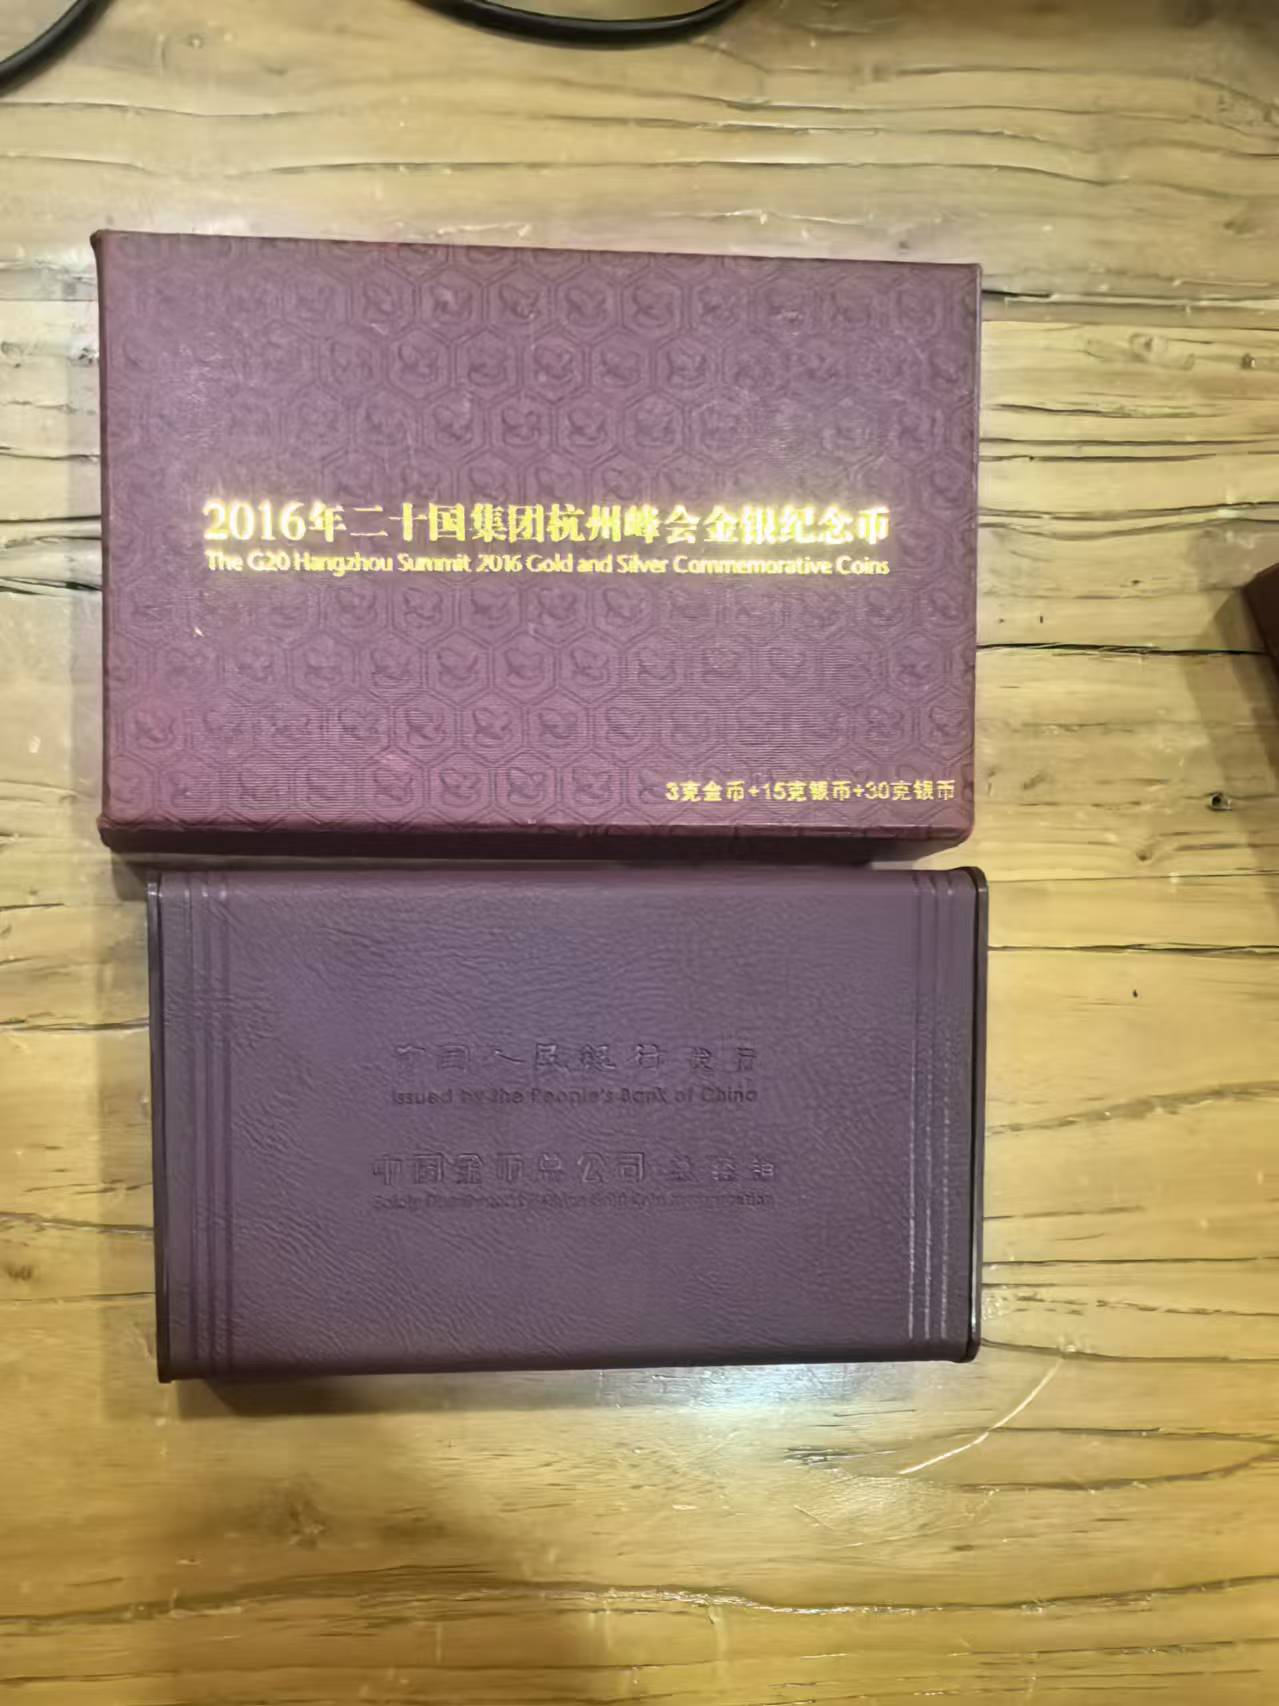 2016年二十国集团杭州峰会金银纪念币
The G20 Hangzhou Summit 2016 Gold and Silver Commemorative Coins
3克金币+15克银币+30克银币
中国人民银行 发行
Issued by the People's Bank of China
中国金币总公司 总经销